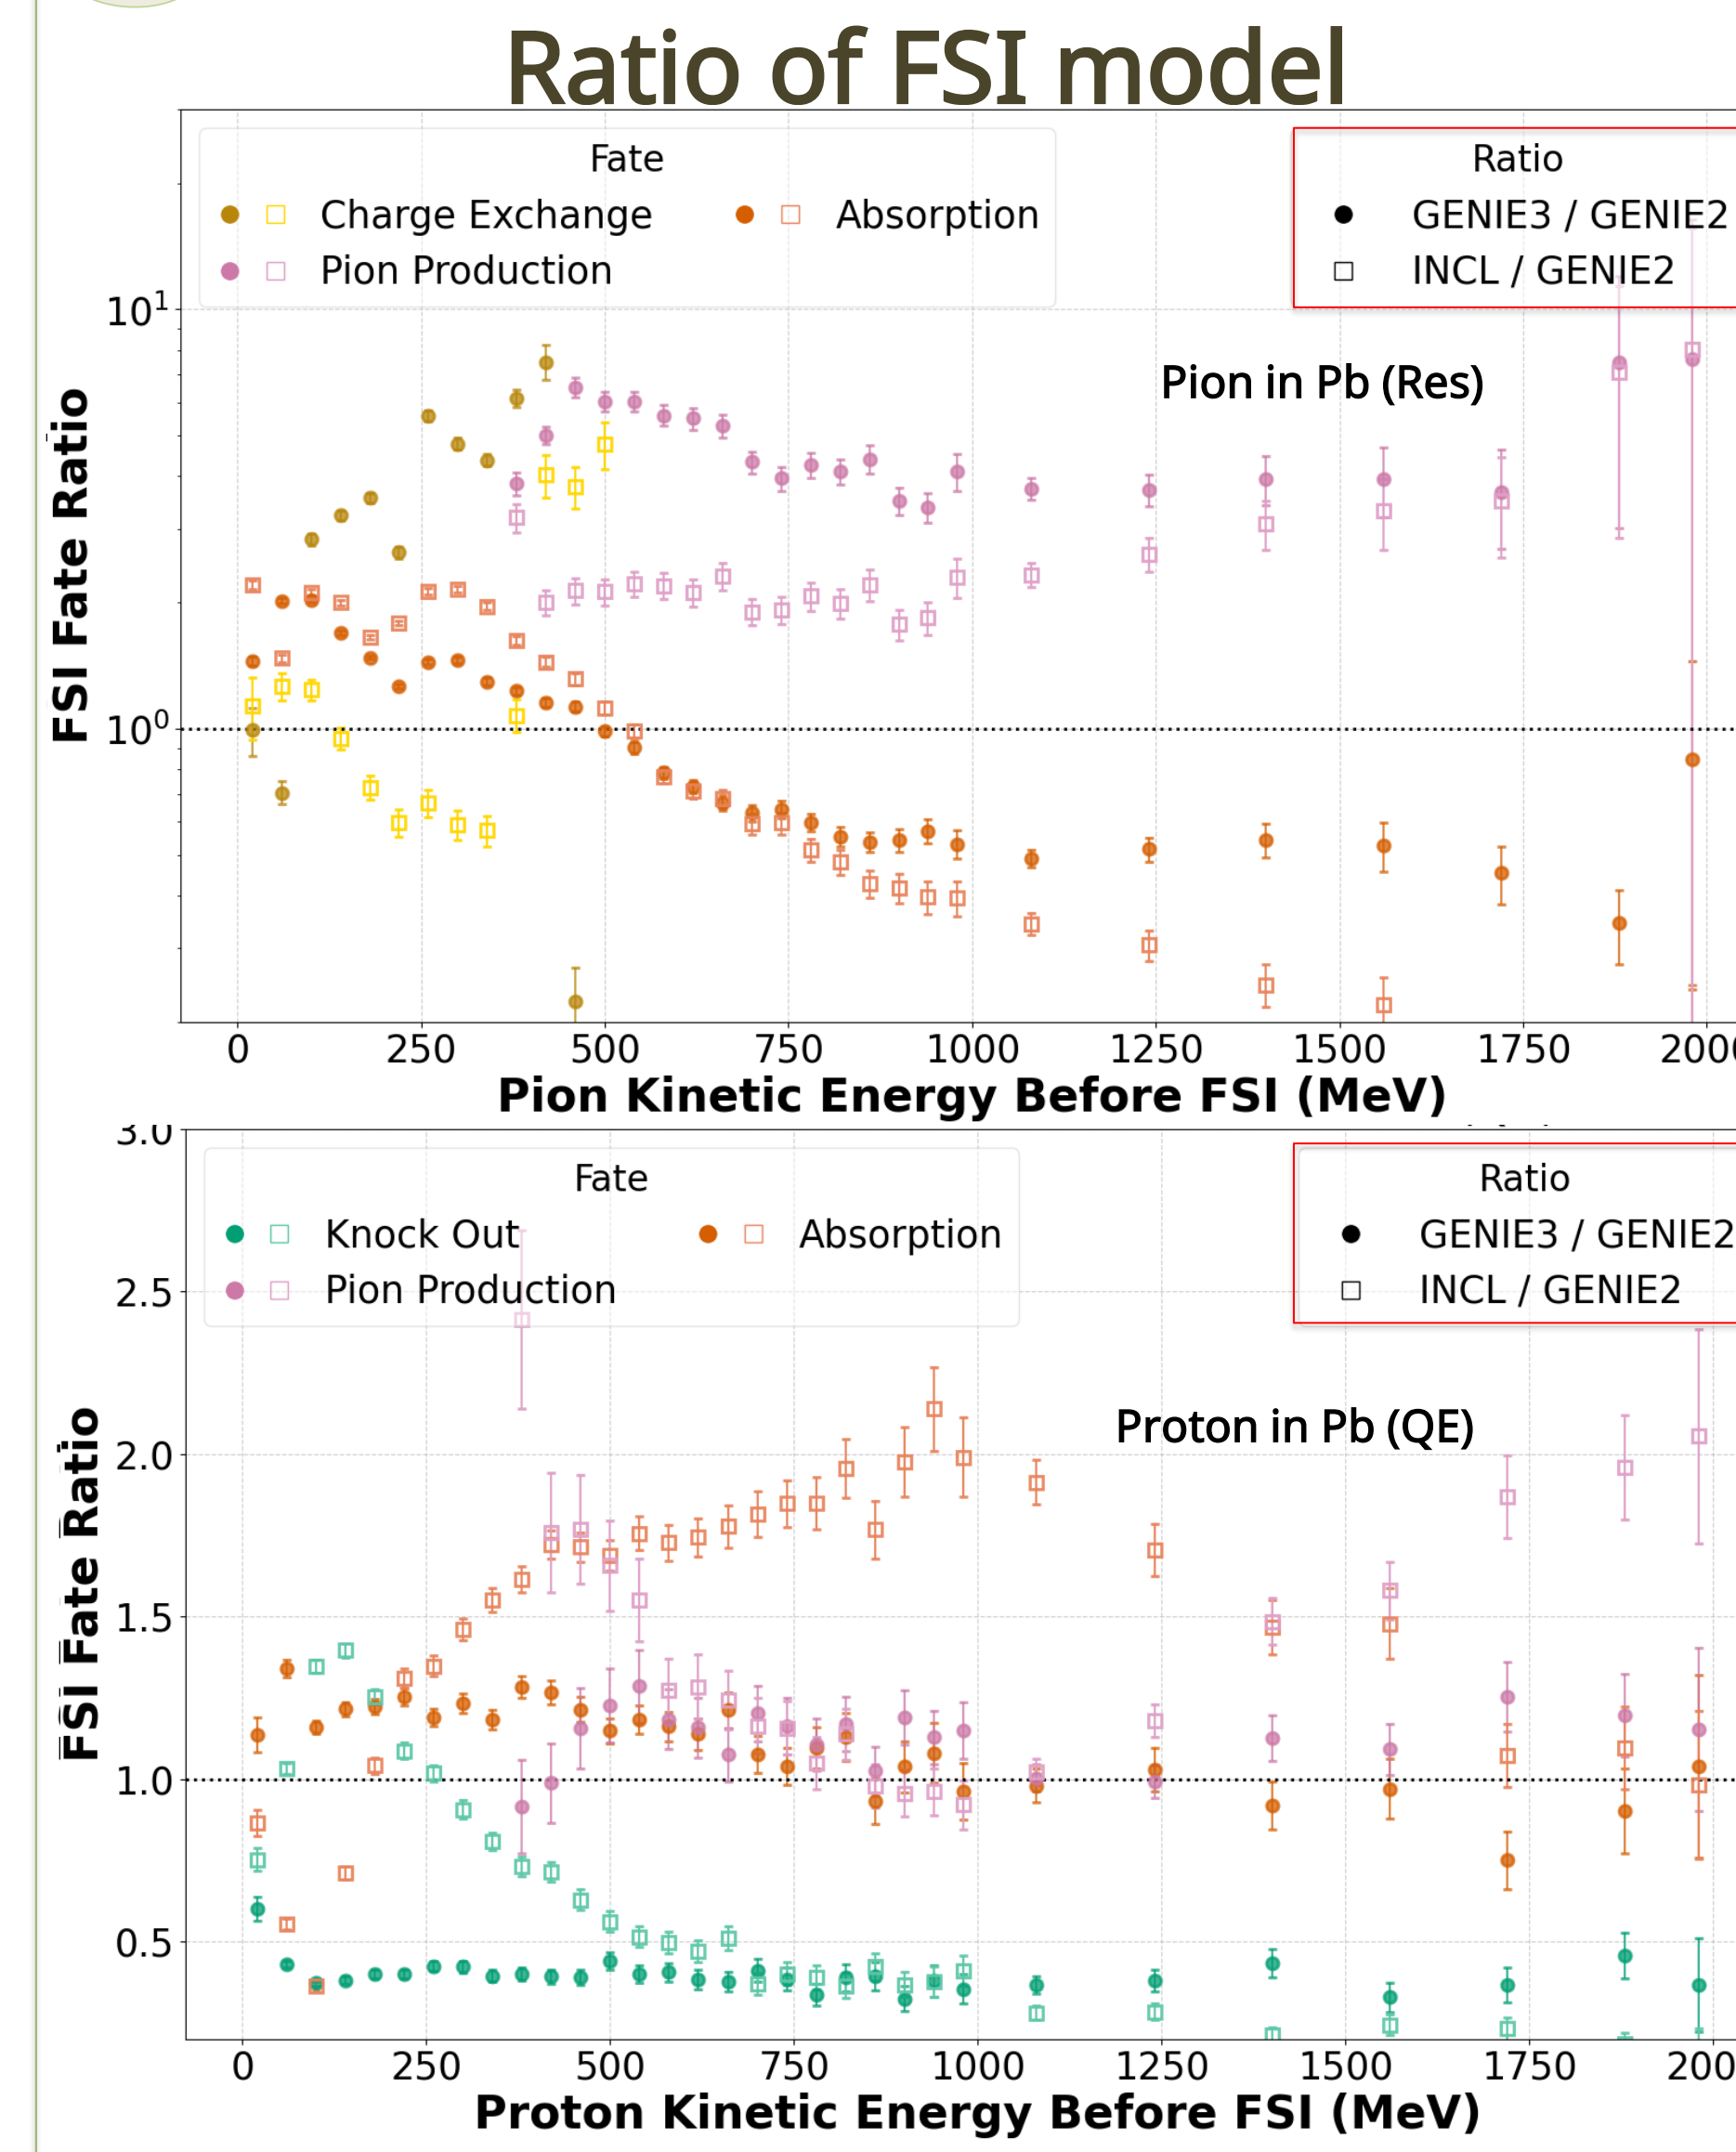 Ratio of FSI model
Fate
Charge Exchange Absorption
Pion Production
Ratio
GENIE3 / GENIE2
INCL / GENIE2
Pion in Pb (Res)
10¹
10⁰
FSI Fate Ratio
0 250 500 750 1000 1250 1500 1750
Pion Kinetic Energy Before FSI (MeV)
Fate
Knock Out Absorption
Pion Production
Ratio
GENIE3 / GENIE2
INCL / GENIE2
Proton in Pb (QE)
3.0
2.5
2.0
1.5
1.0
0.5
FSI Fate Ratio
0 250 500 750 1000 1250 1500 1750
Proton Kinetic Energy Before FSI (MeV)